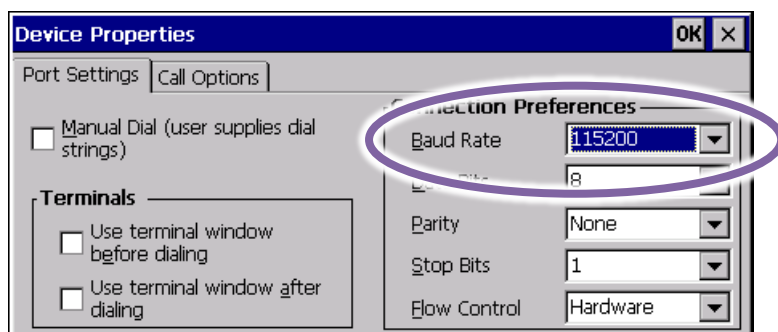 Device Properties OK ×
Port Settings Call Options
Manual Dial (user supplies dial
strings)
Terminals
Use terminal window
before dialing
Use terminal window after
dialing
Connection Preferences
Baud Rate 115200
Data Bits 8
Parity None
Stop Bits 1
Flow Control Hardware